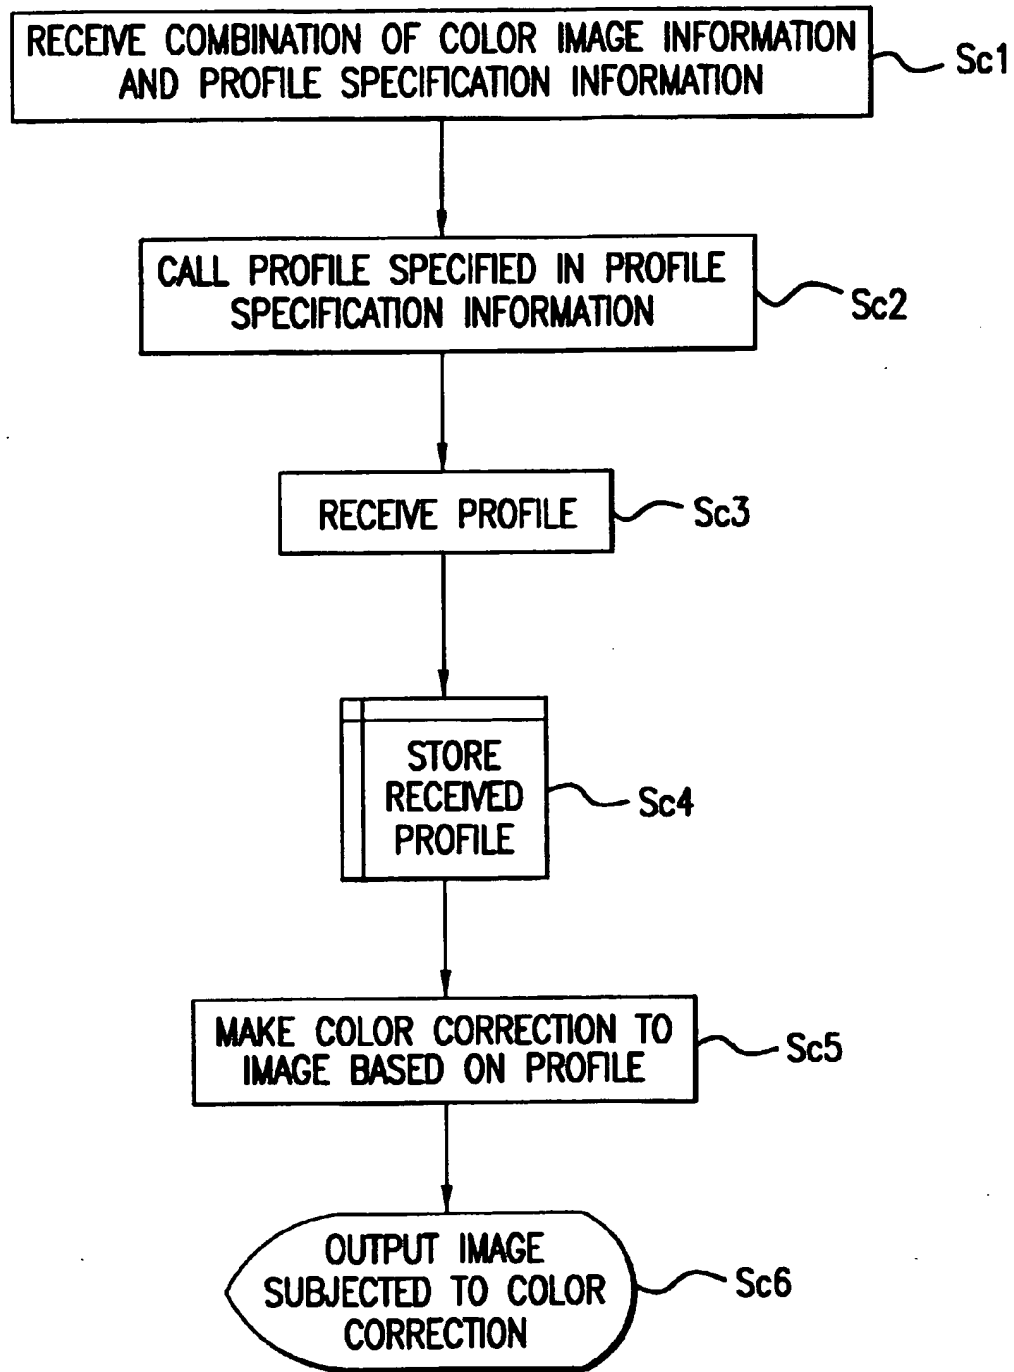 RECEIVE COMBINATION OF COLOR IMAGE INFORMATION
AND PROFILE SPECIFICATION INFORMATION
Sc1
CALL PROFILE SPECIFIED IN PROFILE
SPECIFICATION INFORMATION
Sc2
RECEIVE PROFILE
Sc3
STORE
RECEIVED
PROFILE
Sc4
MAKE COLOR CORRECTION TO
IMAGE BASED ON PROFILE
Sc5
OUTPUT IMAGE
SUBJECTED TO COLOR
CORRECTION
Sc6